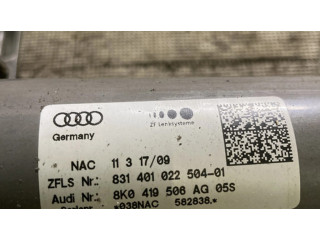 Germany
ZF Lenksysteme
NAC 11 3 17/09
ZFLS Nr: 831 401 022 504-01
Audi Nr: 8K0 419 506 AG 05S
*036NAC 582838.*